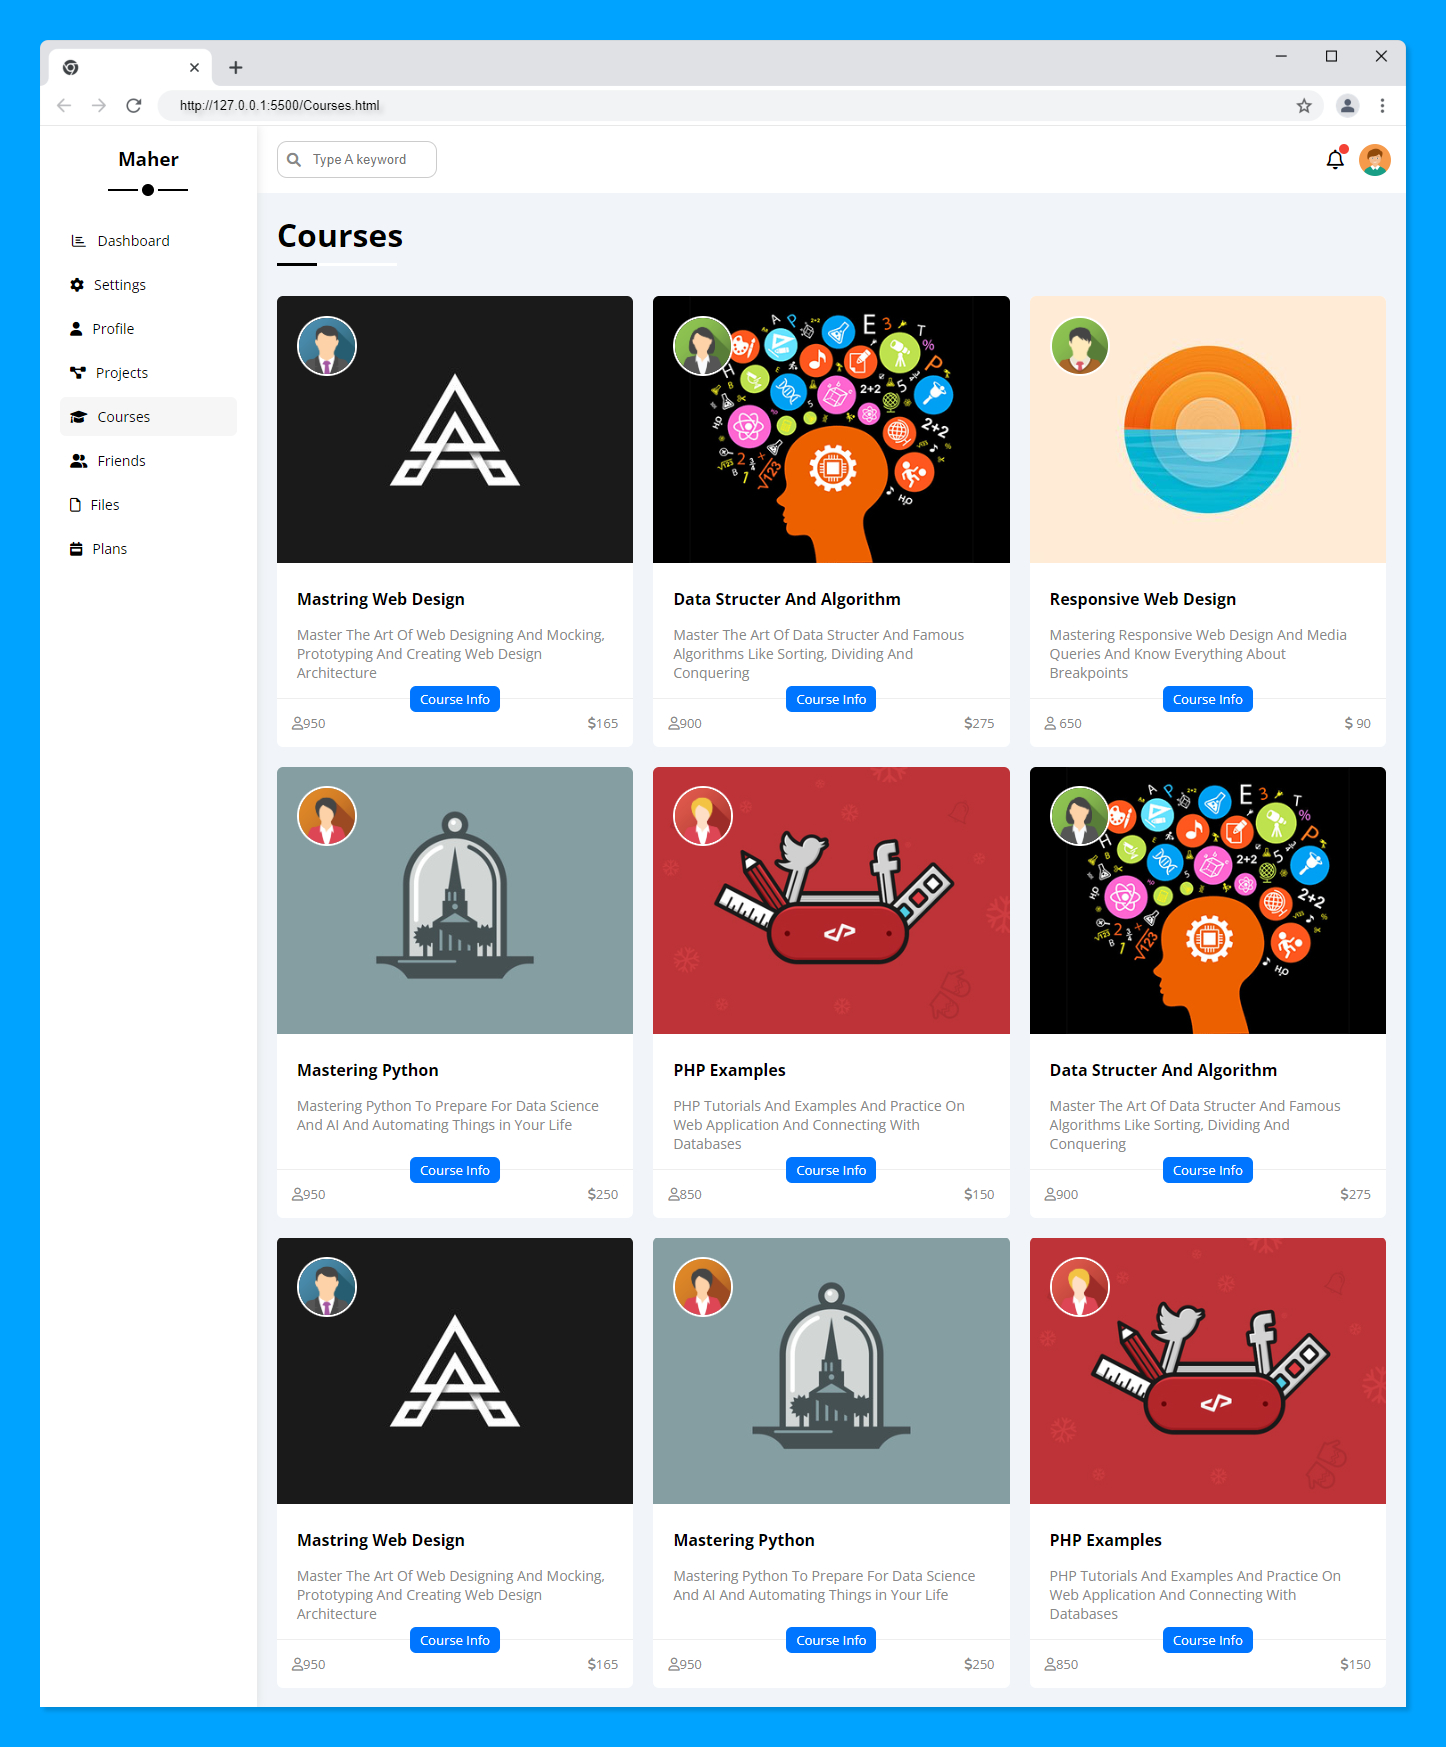 http://127.0.0.1:5500/Courses.html
Maher
Type A keyword
Dashboard
Settings
Profile
Projects
Courses
Friends
Files
Plans
Courses
Mastring Web Design
Master The Art Of Web Designing And Mocking,
Prototyping And Creating Web Design
Architecture
Course Info
950
$165
Data Structer And Algorithm
Master The Art Of Data Structer And Famous
Algorithms Like Sorting, Dividing And
Conquering
Course Info
900
$275
Responsive Web Design
Mastering Responsive Web Design And Media
Queries And Know Everything About
Breakpoints
Course Info
650
$ 90
Mastering Python
Mastering Python To Prepare For Data Science
And AI And Automating Things in Your Life
Course Info
950
$250
PHP Examples
PHP Tutorials And Examples And Practice On
Web Application And Connecting With
Databases
Course Info
850
$150
Data Structer And Algorithm
Master The Art Of Data Structer And Famous
Algorithms Like Sorting, Dividing And
Conquering
Course Info
900
$275
Mastring Web Design
Master The Art Of Web Designing And Mocking,
Prototyping And Creating Web Design
Architecture
Course Info
950
$165
Mastering Python
Mastering Python To Prepare For Data Science
And AI And Automating Things in Your Life
Course Info
950
$250
PHP Examples
PHP Tutorials And Examples And Practice On
Web Application And Connecting With
Databases
Course Info
850
$150